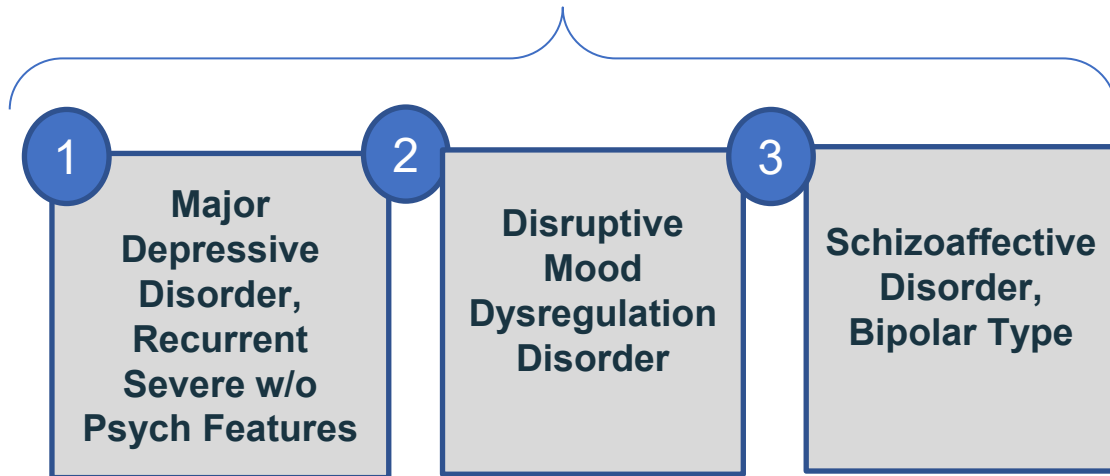 1
Major
Depressive
Disorder,
Recurrent
Severe w/o
Psych Features
2
Disruptive
Mood
Dysregulation
Disorder
3
Schizoaffective
Disorder,
Bipolar Type